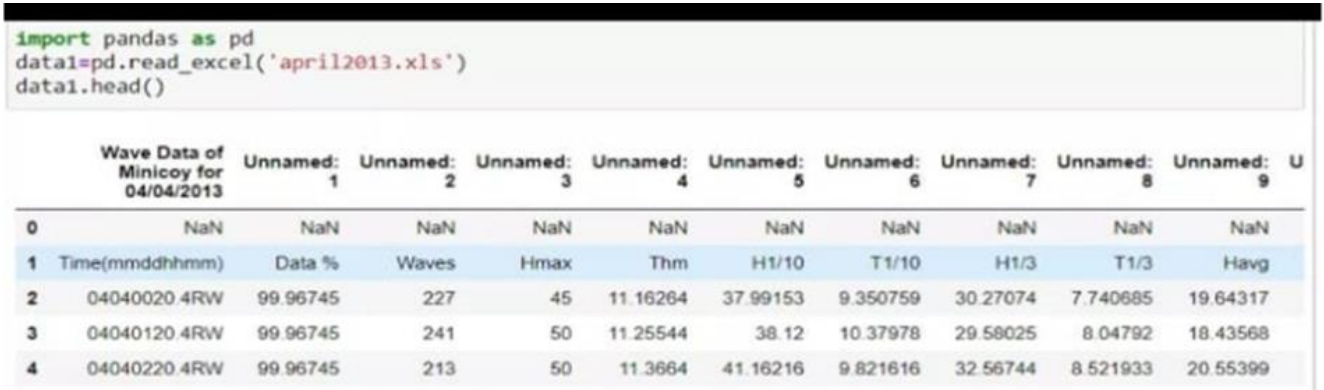 import pandas as pd
data1=pd.read_excel('april2013.xls')
data1.head()
Wave Data of Minicoy for 04/04/2013 Unnamed: 1 Unnamed: 2 Unnamed: 3 Unnamed: 4 Unnamed: 5 Unnamed: 6 Unnamed: 7 Unnamed: 8 Unnamed: 9 U
0 NaN NaN NaN NaN NaN NaN NaN NaN NaN NaN
1 Time(mmddhhmm) Data % Waves Hmax Thm H1/10 T1/10 H1/3 T1/3 Havg
2 04040020.4RW 99.96745 227 45 11.16264 37.99153 9.350759 30.27074 7.740685 19.64317
3 04040120.4RW 99.96745 241 50 11.25544 38.12 10.37978 29.58025 8.04792 18.43568
4 04040220.4RW 99.96745 213 50 11.3664 41.16216 9.821616 32.56744 8.521933 20.55399